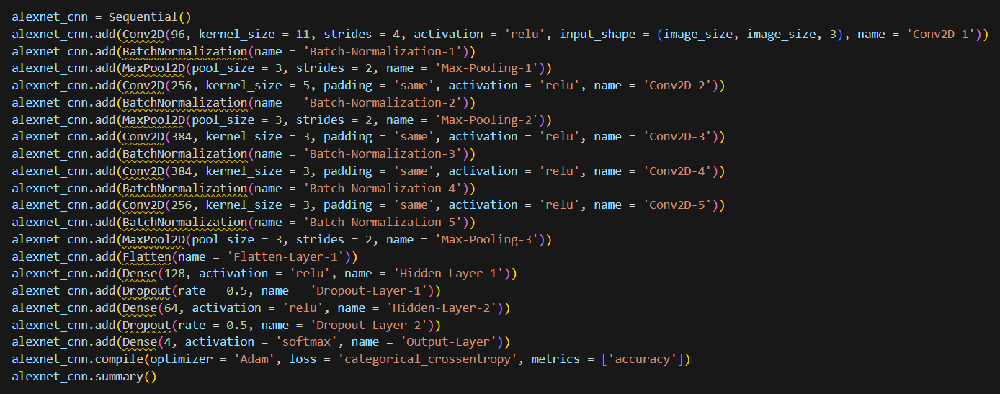 alexnet_cnn = Sequential()
alexnet_cnn.add(Conv2D(96, kernel_size = 11, strides = 4, activation = 'relu', input_shape = (image_size, image_size, 3), name = 'Conv2D-1'))
alexnet_cnn.add(BatchNormalization(name = 'Batch-Normalization-1'))
alexnet_cnn.add(MaxPool2D(pool_size = 3, strides = 2, name = 'Max-Pooling-1'))
alexnet_cnn.add(Conv2D(256, kernel_size = 5, padding = 'same', activation = 'relu', name = 'Conv2D-2'))
alexnet_cnn.add(BatchNormalization(name = 'Batch-Normalization-2'))
alexnet_cnn.add(MaxPool2D(pool_size = 3, strides = 2, name = 'Max-Pooling-2'))
alexnet_cnn.add(Conv2D(384, kernel_size = 3, padding = 'same', activation = 'relu', name = 'Conv2D-3'))
alexnet_cnn.add(BatchNormalization(name = 'Batch-Normalization-3'))
alexnet_cnn.add(Conv2D(384, kernel_size = 3, padding = 'same', activation = 'relu', name = 'Conv2D-4'))
alexnet_cnn.add(BatchNormalization(name = 'Batch-Normalization-4'))
alexnet_cnn.add(Conv2D(256, kernel_size = 3, padding = 'same', activation = 'relu', name = 'Conv2D-5'))
alexnet_cnn.add(BatchNormalization(name = 'Batch-Normalization-5'))
alexnet_cnn.add(MaxPool2D(pool_size = 3, strides = 2, name = 'Max-Pooling-3'))
alexnet_cnn.add(Flatten(name = 'Flatten-Layer-1'))
alexnet_cnn.add(Dense(128, activation = 'relu', name = 'Hidden-Layer-1'))
alexnet_cnn.add(Dropout(rate = 0.5, name = 'Dropout-Layer-1'))
alexnet_cnn.add(Dense(64, activation = 'relu', name = 'Hidden-Layer-2'))
alexnet_cnn.add(Dropout(rate = 0.5, name = 'Dropout-Layer-2'))
alexnet_cnn.add(Dense(4, activation = 'softmax', name = 'Output-Layer'))
alexnet_cnn.compile(optimizer = 'Adam', loss = 'categorical_crossentropy', metrics = ['accuracy'])
alexnet_cnn.summary()